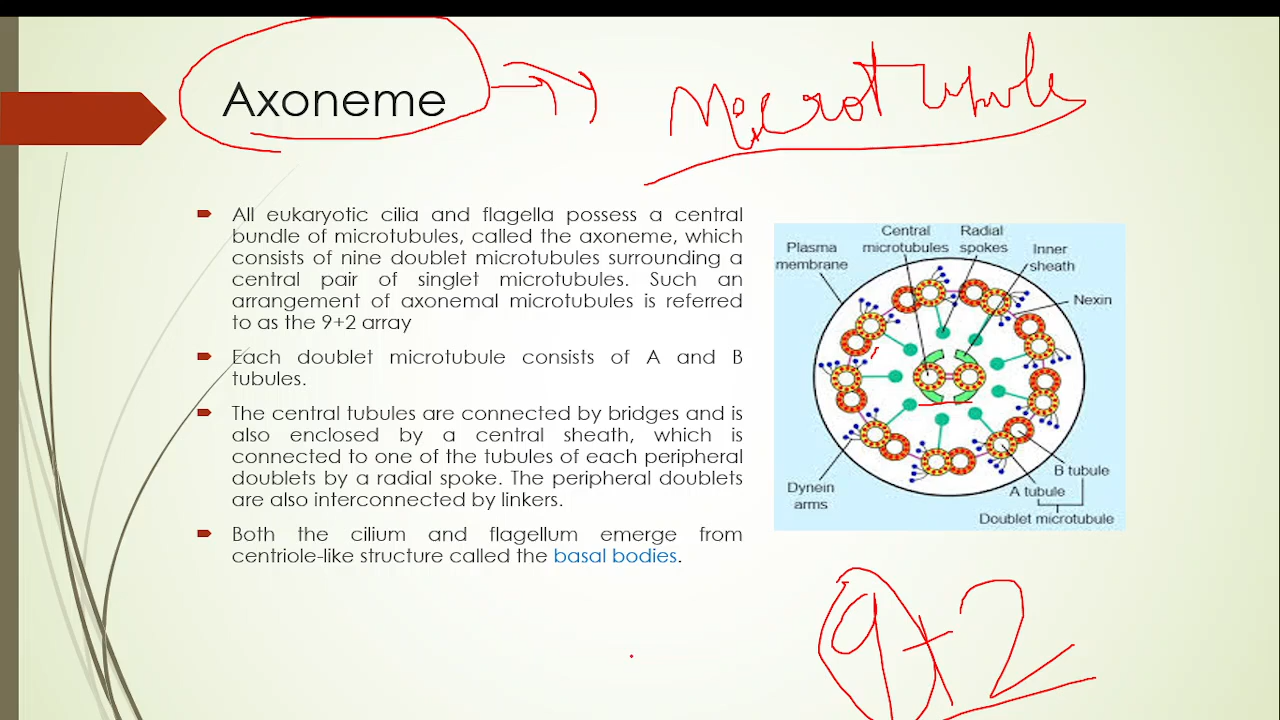 Axoneme
Microtubule
All eukaryotic cilia and flagella possess a central
bundle of microtubules, called the axoneme, which
consists of nine doublet microtubules surrounding a
central pair of singlet microtubules. Such an
arrangement of axonemal microtubules is referred
to as the 9+2 array
Each doublet microtubule consists of A and B
tubules.
The central tubules are connected by bridges and is
also enclosed by a central sheath, which is
connected to one of the tubules of each peripheral
doublets by a radial spoke. The peripheral doublets
are also interconnected by linkers.
Both the cilium and flagellum emerge from
centriole-like structure called the basal bodies.
Plasma
membrane
Central
microtubules
Radial
spokes
Inner
sheath
Nexin
Dynein
arms
B tubule
A tubule
Doublet microtubule
9+2